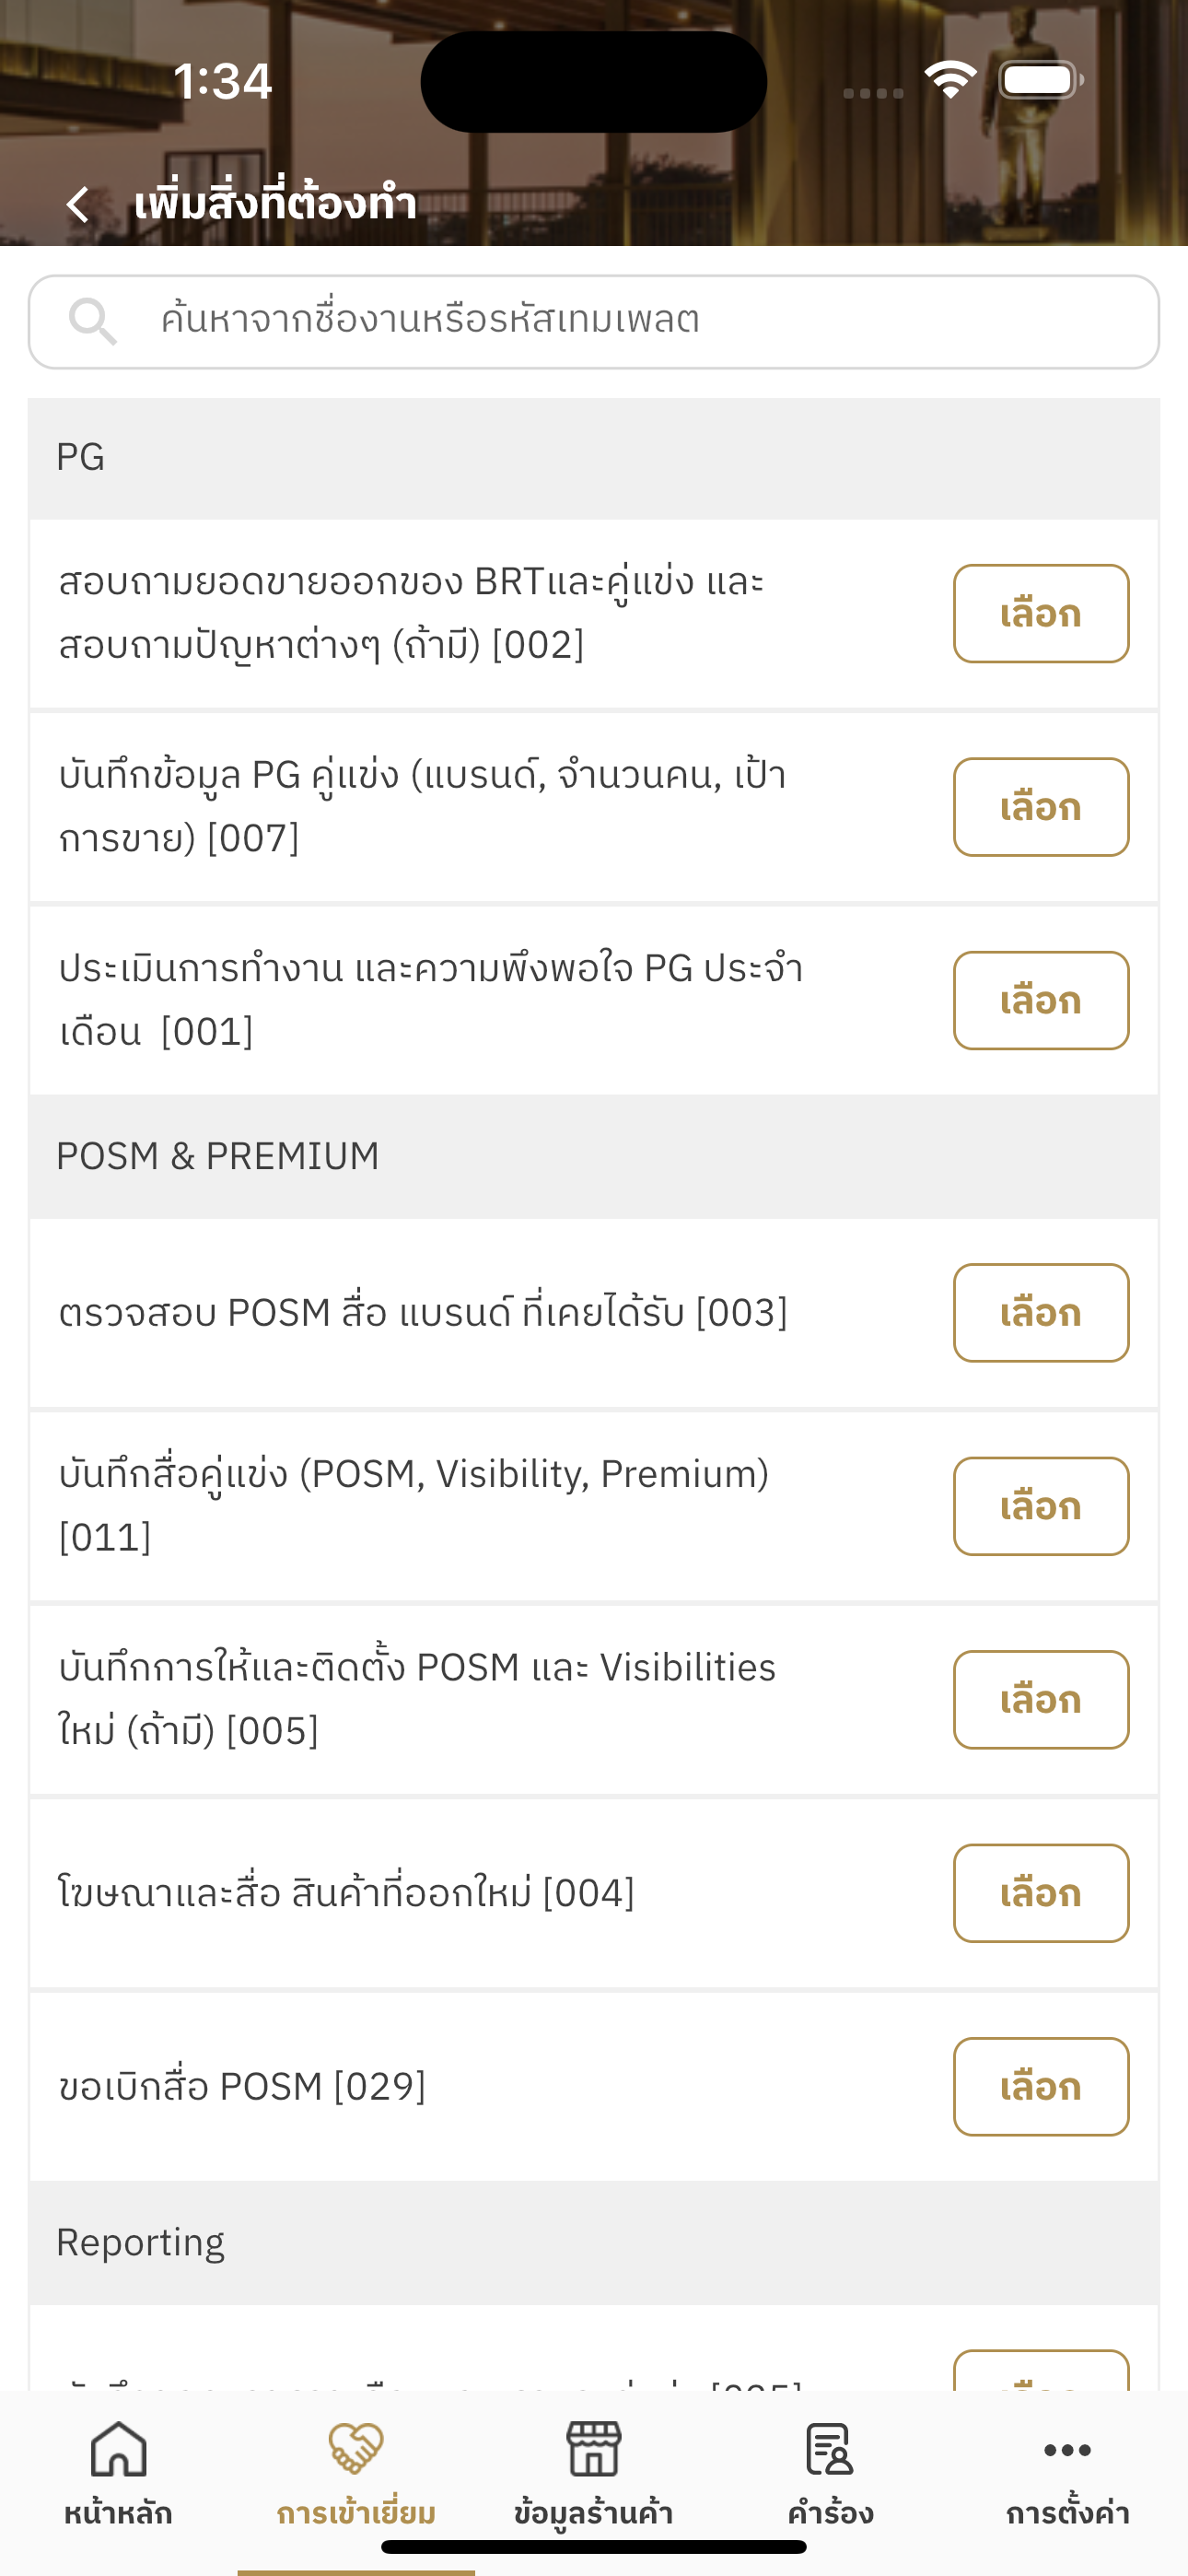 1:34
เพิ่มสิ่งที่ต้องทำ
ค้นหาจากชื่องานหรือรหัสเทมเพลต
PG
สอบถามยอดขายออกของ BRTและคู่แข่ง และ
สอบถามปัญหาต่างๆ (ถ้ามี) [002]
เลือก
บันทึกข้อมูล PG คู่แข่ง (แบรนด์, จำนวนคน, เป้า
การขาย) [007]
เลือก
ประเมินการทำงาน และความพึงพอใจ PG ประจำ
เดือน [001]
เลือก
POSM & PREMIUM
ตรวจสอบ POSM สื่อ แบรนด์ ที่เคยได้รับ [003]
เลือก
บันทึกสื่อคู่แข่ง (POSM, Visibility, Premium)
[011]
เลือก
บันทึกการให้และติดตั้ง POSM และ Visibilities
ใหม่ (ถ้ามี) [005]
เลือก
โฆษณาและสื่อ สินค้าที่ออกใหม่ [004]
เลือก
ขอเบิกสื่อ POSM [029]
เลือก
Reporting
หน้าหลัก
การเข้าเยี่ยม
ข้อมูลร้านค้า
คำร้อง
การตั้งค่า